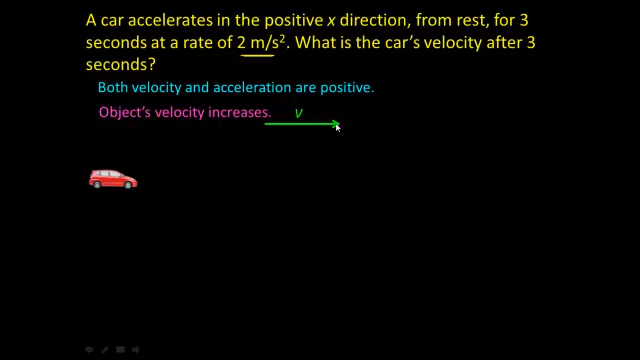 A car accelerates in the positive x direction, from rest, for 3
seconds at a rate of 2 m/s². What is the car's velocity after 3
seconds?
Both velocity and acceleration are positive.
Object's velocity increases.
v